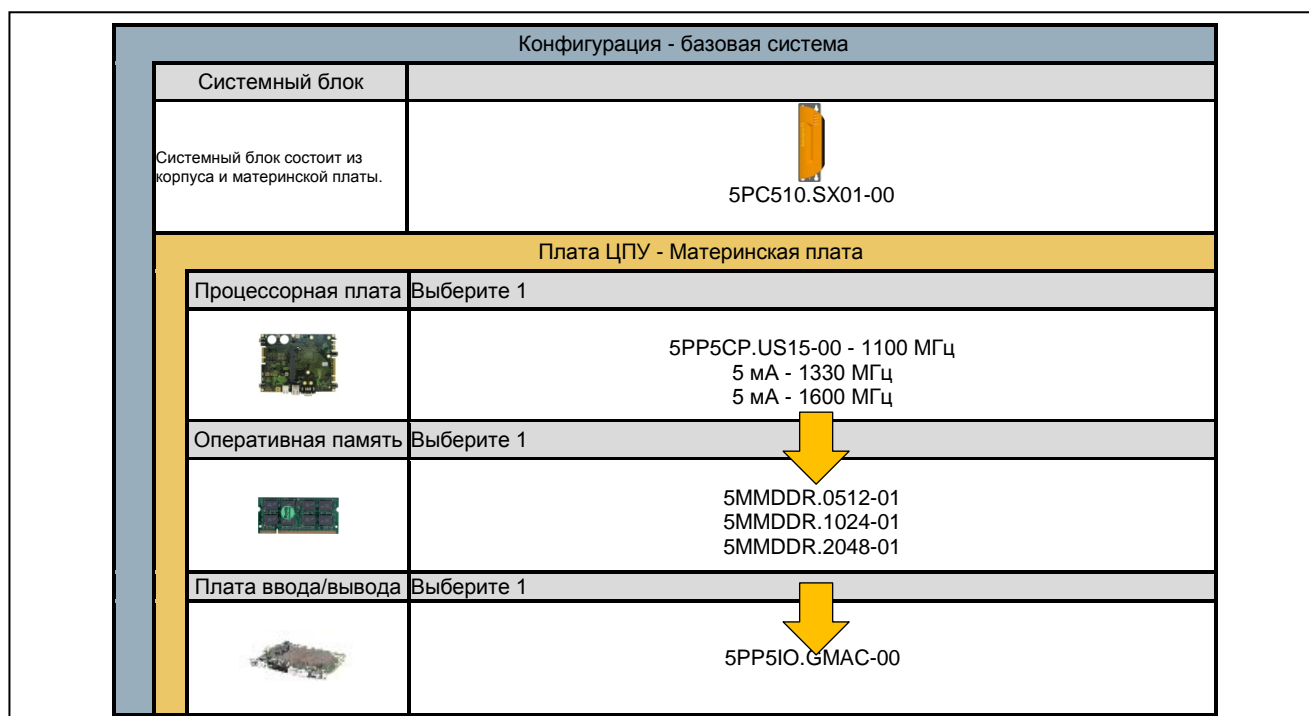 Конфигурация - базовая система
Системный блок
Системный блок состоит из
корпуса и материнской платы.
5PC510.SX01-00
Плата ЦПУ - Материнская плата
Процессорная плата Выберите 1
5PP5CP.US15-00 - 1100 МГц
5 мА - 1330 МГц
5 мА - 1600 МГц
Оперативная память Выберите 1
5MMDDR.0512-01
5MMDDR.1024-01
5MMDDR.2048-01
Плата ввода/вывода Выберите 1
5PP5IO.GMAC-00